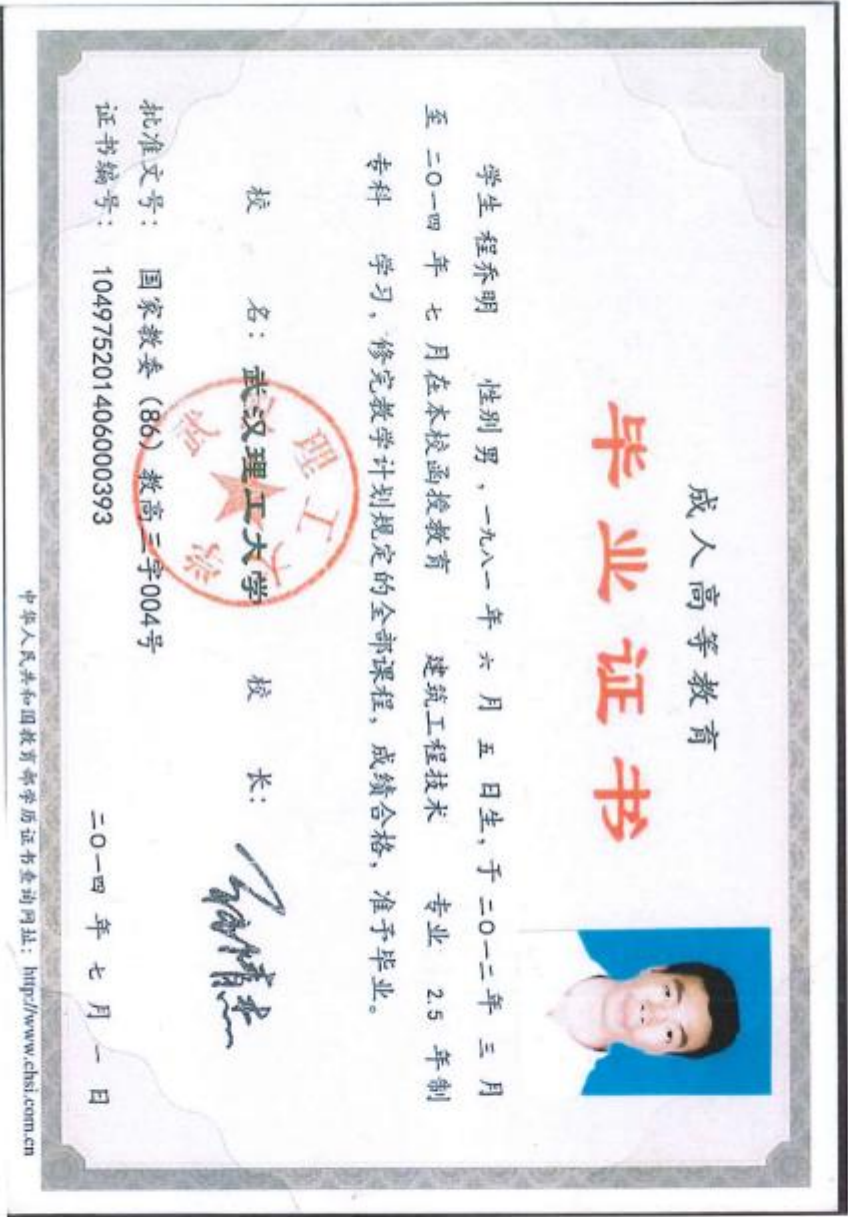 成人高等教育
毕业证书
学生 程乔明 性别 男 , 一九八一 年 六 月 五 日生, 于 二〇一二年 三 月
至 二〇一四 年 七 月在本校函授教育 建筑工程技术 专业 2.5 年制
专科 学习, 修完教学计划规定的全部课程, 成绩合格, 准予毕业。
校 名: 武汉理工大学 校 长:
批准文号: 国家教委 (86) 教高三字004号
证书编号: 104975201406000393 二〇一四 年 七 月 一 日
中华人民共和国教育部学历证书查询网址: http://www.chsi.com.cn